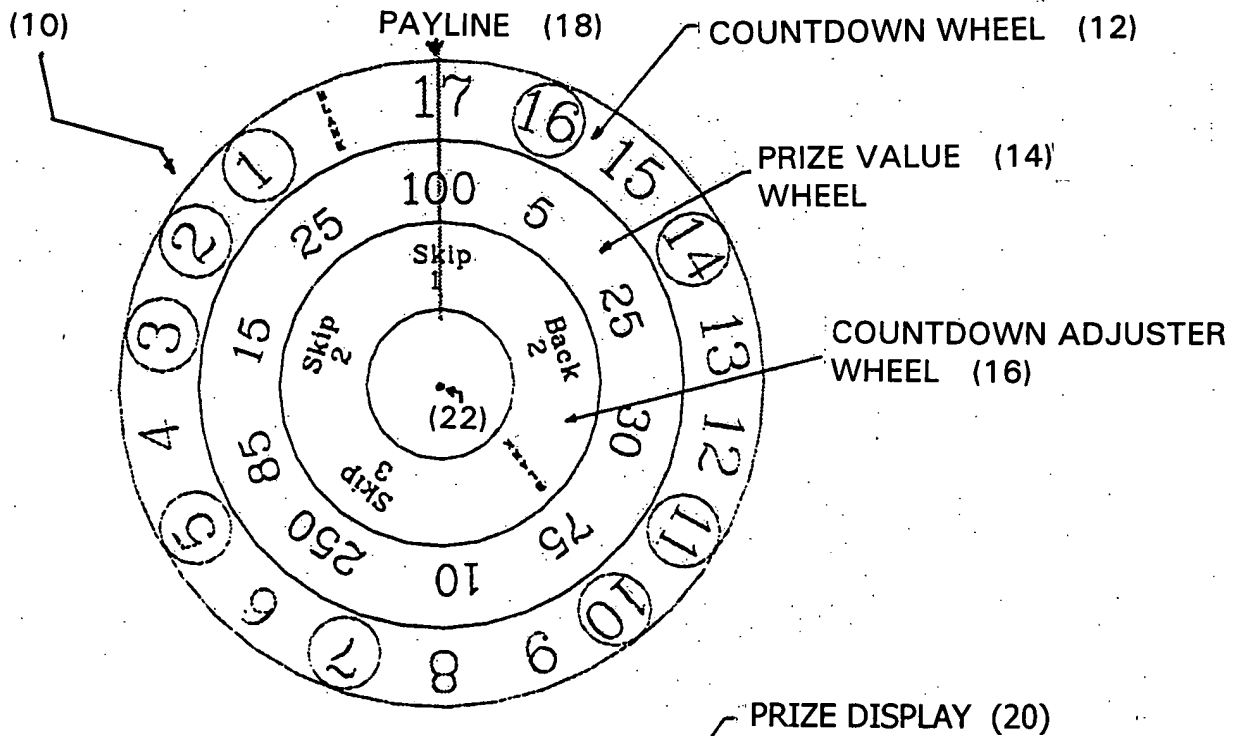 (10)
PAYLINE (18)
COUNTDOWN WHEEL (12)
17
16
15
14
13
12
11
10
9
8
7
6
5
4
3
2
1
BLANK
PRIZE VALUE (14)
WHEEL
100
5
25
30
75
10
250
85
15
25
COUNTDOWN ADJUSTER
WHEEL (16)
Skip
1
Back
2
BLANK
Skip
3
Skip
2
(22)
PRIZE DISPLAY (20)